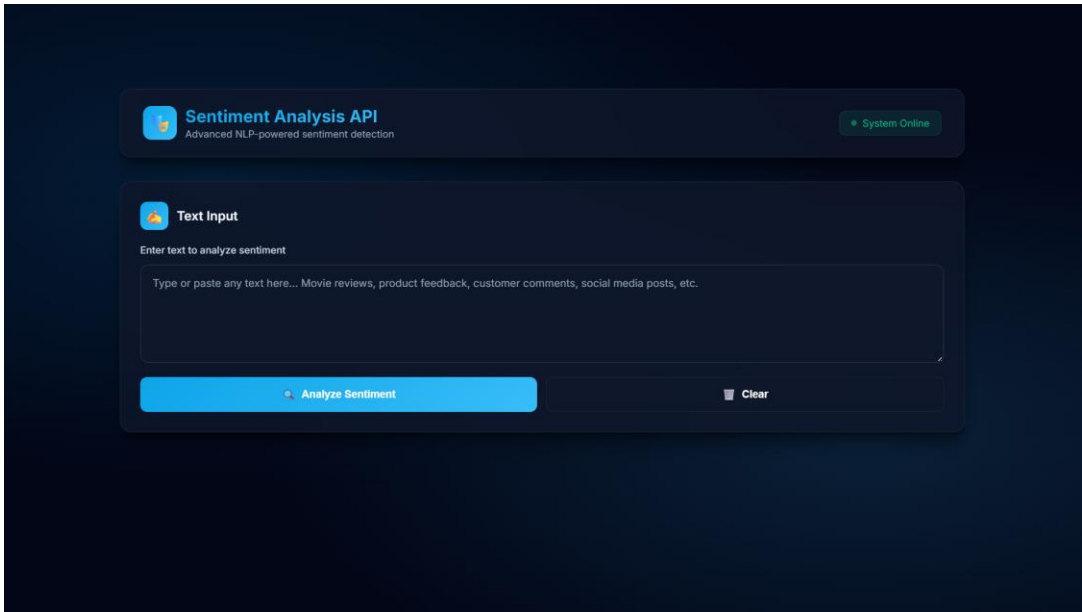 Sentiment Analysis API
Advanced NLP-powered sentiment detection
System Online
Text Input
Enter text to analyze sentiment
Type or paste any text here... Movie reviews, product feedback, customer comments, social media posts, etc.
Analyze Sentiment
Clear